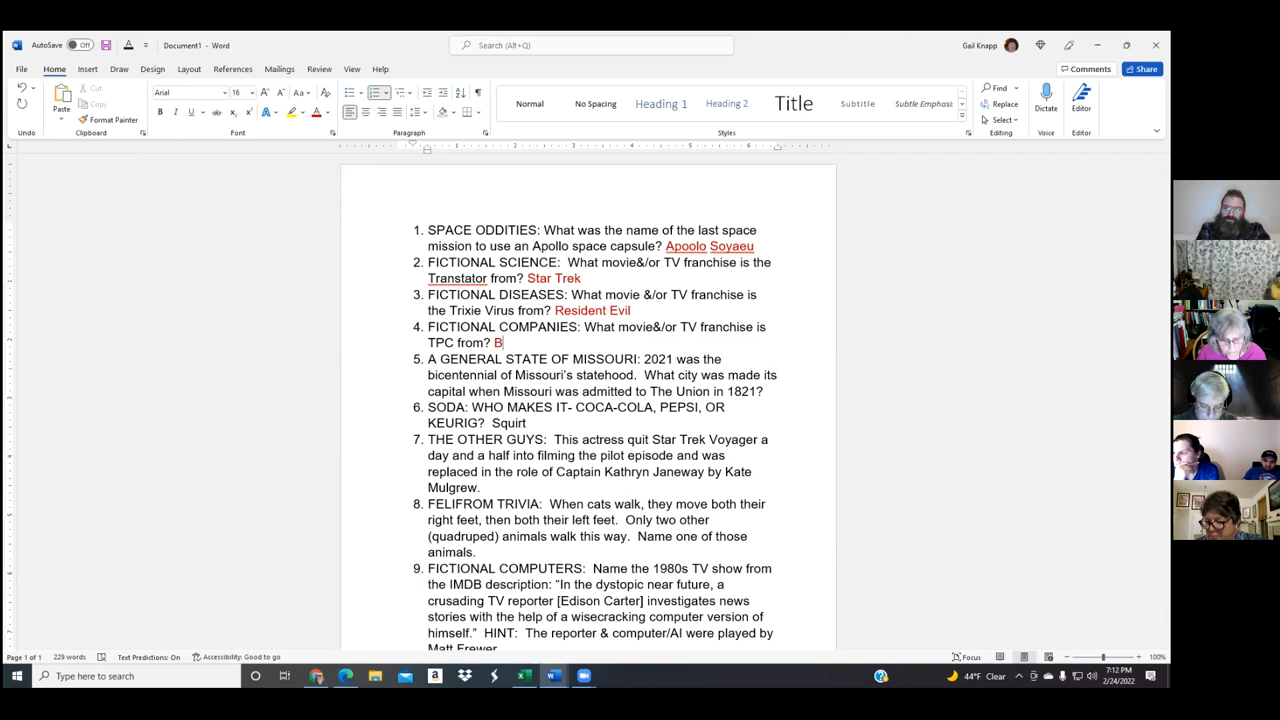 AutoSave Off Document1 - Word Search (Alt+Q) Gail Knapp
File Home Insert Draw Design Layout References Mailings Review View Help Comments Share
Undo Paste Cut Copy Format Painter Clipboard
Arial 16 Font Paragraph
Normal No Spacing Heading 1 Heading 2 Title Subtitle Subtle Emphasi... Styles
Find Replace Select Editing Dictate Voice Editor Editor
1. SPACE ODDITIES: What was the name of the last space
mission to use an Apollo space capsule? Apoolo Soyaeu
2. FICTIONAL SCIENCE: What movie&/or TV franchise is the
Transtator from? Star Trek
3. FICTIONAL DISEASES: What movie &/or TV franchise is
the Trixie Virus from? Resident Evil
4. FICTIONAL COMPANIES: What movie&/or TV franchise is
TPC from? B
5. A GENERAL STATE OF MISSOURI: 2021 was the
bicentennial of Missouri's statehood. What city was made its
capital when Missouri was admitted to The Union in 1821?
6. SODA: WHO MAKES IT- COCA-COLA, PEPSI, OR
KEURIG? Squirt
7. THE OTHER GUYS: This actress quit Star Trek Voyager a
day and a half into filming the pilot episode and was
replaced in the role of Captain Kathryn Janeway by Kate
Mulgrew.
8. FELIFROM TRIVIA: When cats walk, they move both their
right feet, then both their left feet. Only two other
(quadruped) animals walk this way. Name one of those
animals.
9. FICTIONAL COMPUTERS: Name the 1980s TV show from
the IMDB description: "In the dystopic near future, a
crusading TV reporter [Edison Carter] investigates news
stories with the help of a wisecracking computer version of
himself." HINT: The reporter & computer/AI were played by
Matt Frewer
Page 1 of 1 229 words Text Predictions: On Accessibility: Good to go Focus 100%
Type here to search 44°F Clear 7:12 PM
2/24/2022